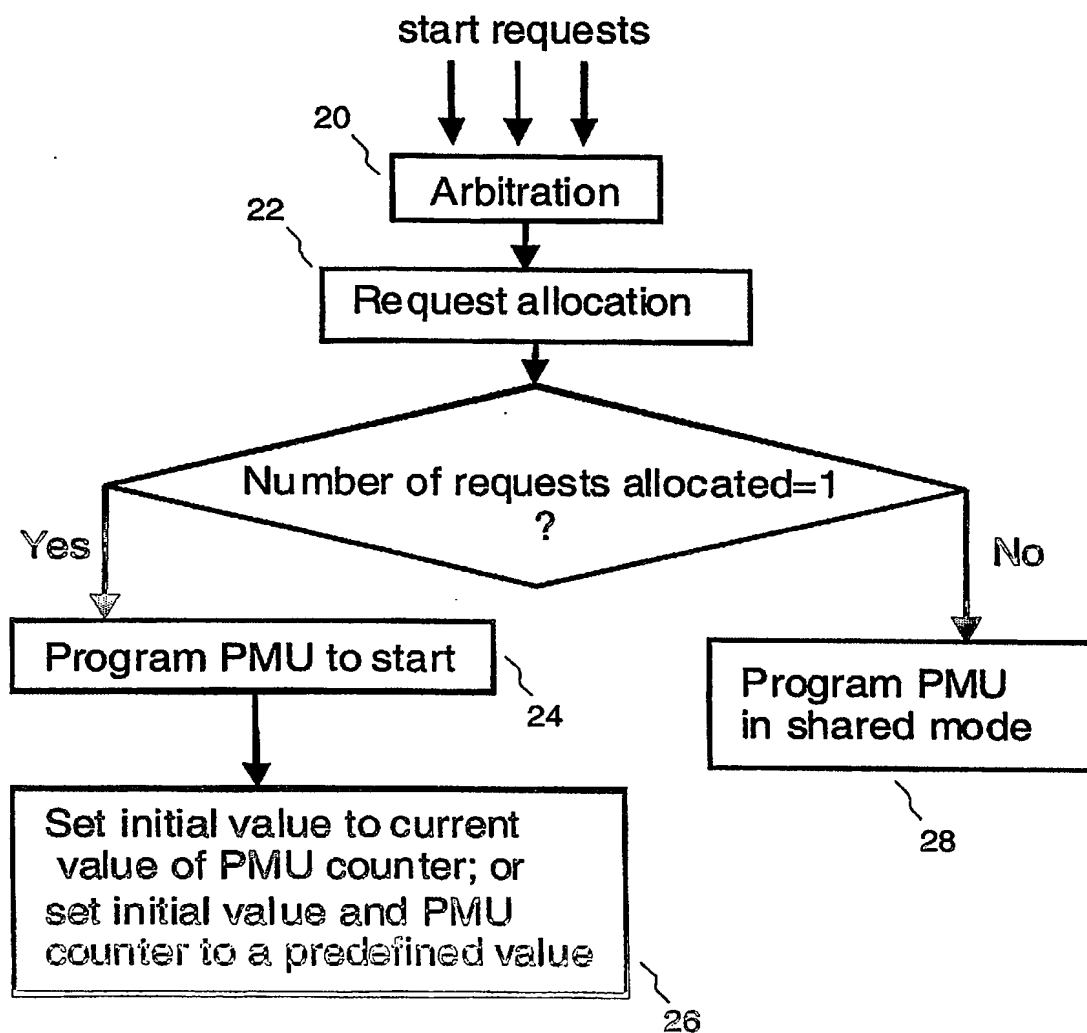 start requests
20
Arbitration
22
Request allocation
Number of requests allocated=1
?
Yes
No
Program PMU to start
24
Program PMU
in shared mode
28
Set initial value to current
value of PMU counter; or
set initial value and PMU
counter to a predefined value
26